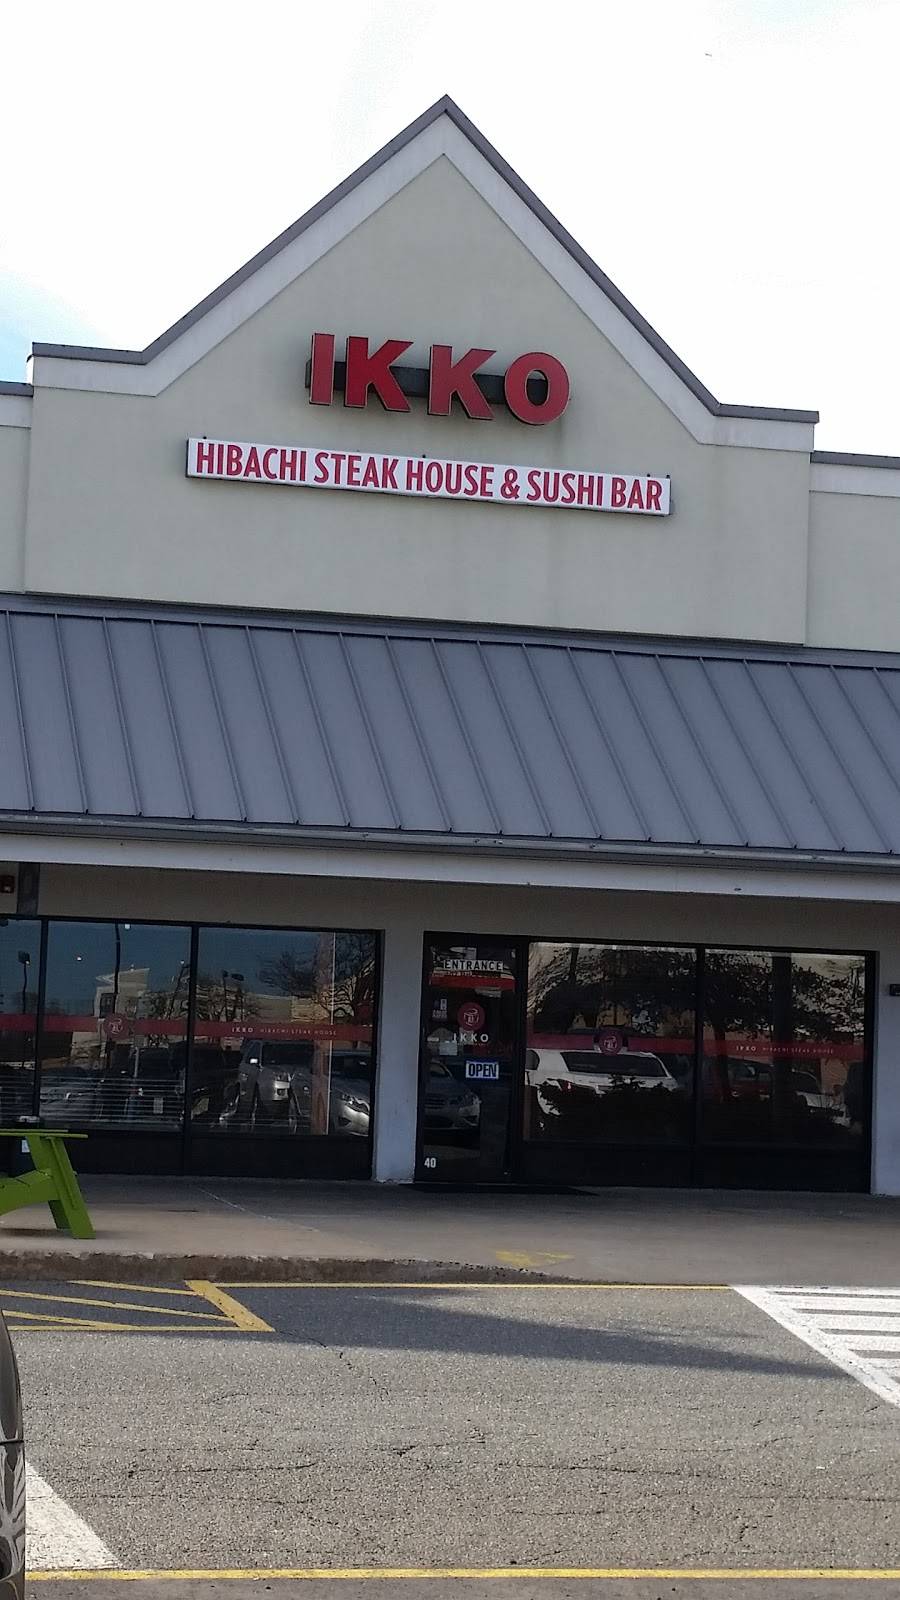 IKKO
HIBACHI STEAK HOUSE & SUSHI BAR
ENTRANCE
IKKO
OPEN
IKKO HIBACHI STEAK HOUSE
IKKO HIBACHI STEAK HOUSE
40